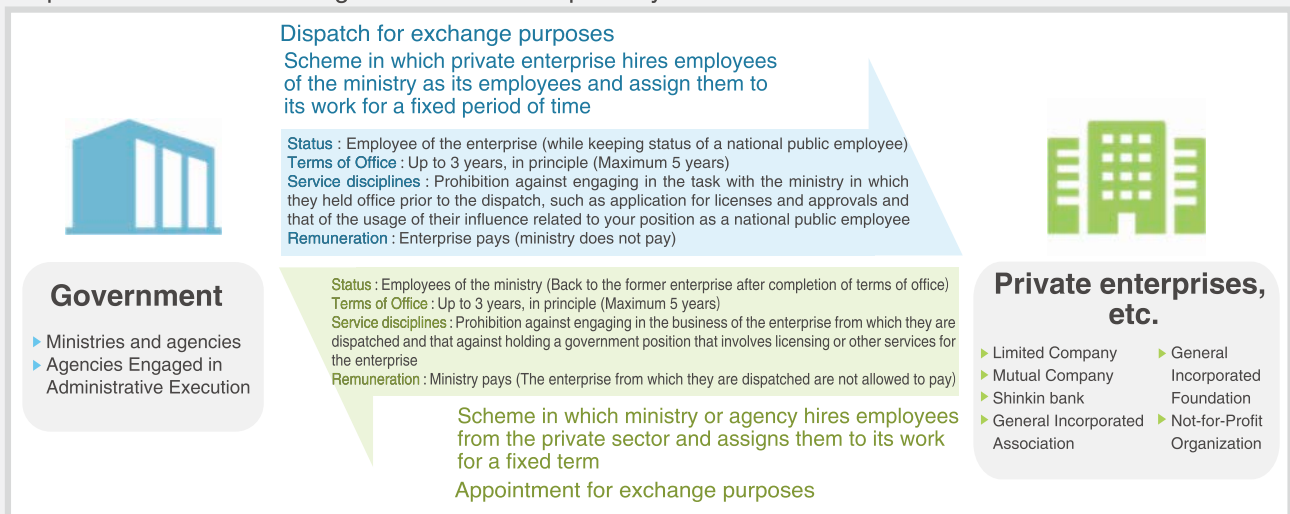 Dispatch for exchange purposes
Scheme in which private enterprise hires employees
of the ministry as its employees and assign them to
its work for a fixed period of time
Status : Employee of the enterprise (while keeping status of a national public employee)
Terms of Office : Up to 3 years, in principle (Maximum 5 years)
Service disciplines : Prohibition against engaging in the task with the ministry in which
they held office prior to the dispatch, such as application for licenses and approvals and
that of the usage of their influence related to your position as a national public employee
Remuneration : Enterprise pays (ministry does not pay)
Government
Ministries and agencies
Agencies Engaged in
Administrative Execution
Status : Employees of the ministry (Back to the former enterprise after completion of terms of office)
Terms of Office : Up to 3 years, in principle (Maximum 5 years)
Service disciplines : Prohibition against engaging in the business of the enterprise from which they are
dispatched and that against holding a government position that involves licensing or other services for
the enterprise
Remuneration : Ministry pays (The enterprise from which they are dispatched are not allowed to pay)
Scheme in which ministry or agency hires employees
from the private sector and assigns them to its work
for a fixed term
Appointment for exchange purposes
Private enterprises,
etc.
Limited Company
Mutual Company
Shinkin bank
General Incorporated
Association
General
Incorporated
Foundation
Not-for-Profit
Organization